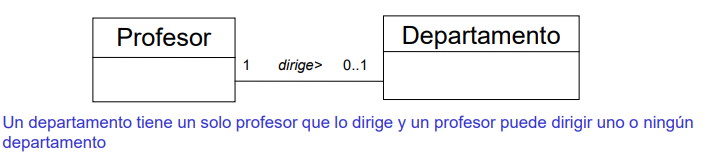 Profesor
Departamento
1 dirige> 0..1
Un departamento tiene un solo profesor que lo dirige y un profesor puede dirigir uno o ningún
departamento